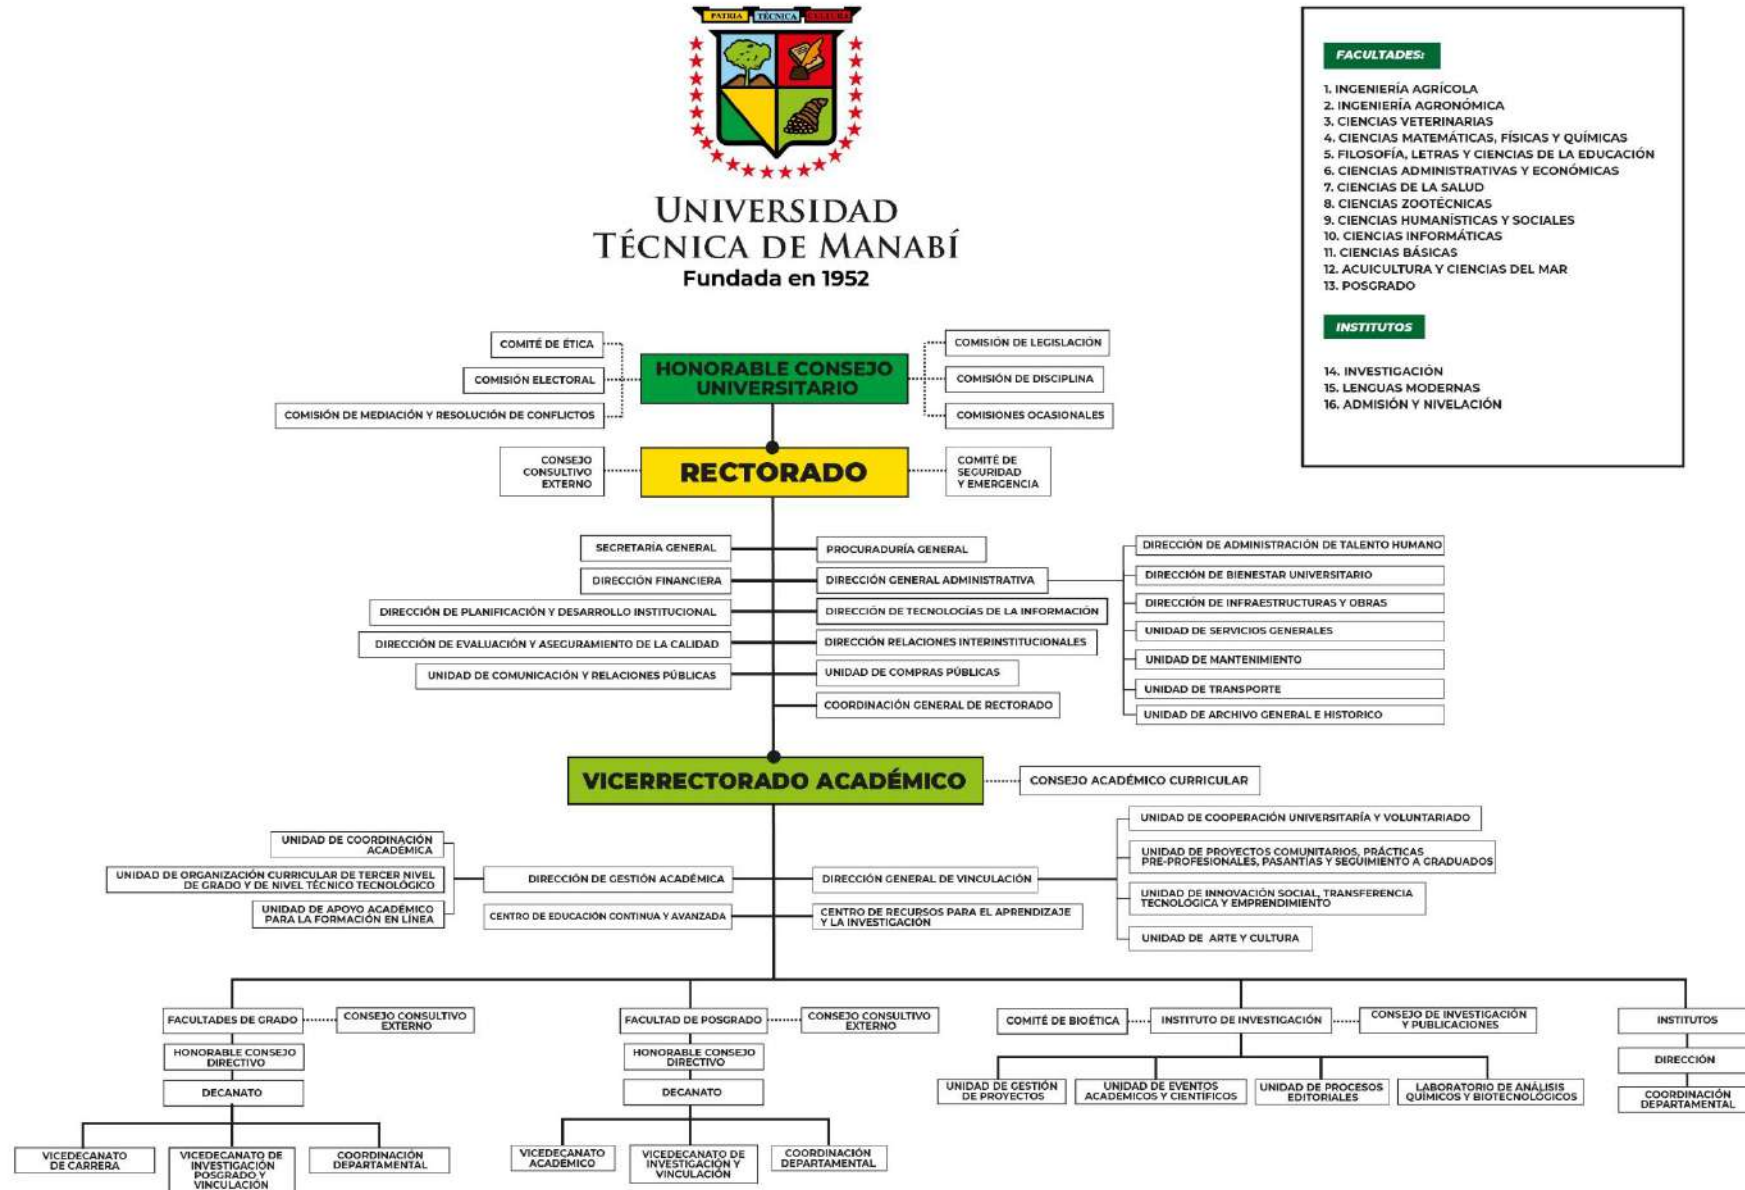 PATRIA TÉCNICA CULTURA
UNIVERSIDAD
TÉCNICA DE MANABÍ
Fundada en 1952
FACULTADES:
1. INGENIERÍA AGRÍCOLA
2. INGENIERÍA AGRONÓMICA
3. CIENCIAS VETERINARIAS
4. CIENCIAS MATEMÁTICAS, FÍSICAS Y QUÍMICAS
5. FILOSOFÍA, LETRAS Y CIENCIAS DE LA EDUCACIÓN
6. CIENCIAS ADMINISTRATIVAS Y ECONÓMICAS
7. CIENCIAS DE LA SALUD
8. CIENCIAS ZOOTÉCNICAS
9. CIENCIAS HUMANÍSTICAS Y SOCIALES
10. CIENCIAS INFORMÁTICAS
11. CIENCIAS BÁSICAS
12. ACUICULTURA Y CIENCIAS DEL MAR
13. POSGRADO
INSTITUTOS
14. INVESTIGACIÓN
15. LENGUAS MODERNAS
16. ADMISIÓN Y NIVELACIÓN
COMITÉ DE ÉTICA
COMISIÓN ELECTORAL
COMISIÓN DE MEDIACIÓN Y RESOLUCIÓN DE CONFLICTOS
HONORABLE CONSEJO
UNIVERSITARIO
COMISIÓN DE LEGISLACIÓN
COMISIÓN DE DISCIPLINA
COMISIONES OCASIONALES
CONSEJO
CONSULTIVO
EXTERNO
RECTORADO
COMITÉ DE
SEGURIDAD
Y EMERGENCIA
SECRETARÍA GENERAL
DIRECCIÓN FINANCIERA
DIRECCIÓN DE PLANIFICACIÓN Y DESARROLLO INSTITUCIONAL
DIRECCIÓN DE EVALUACIÓN Y ASEGURAMIENTO DE LA CALIDAD
UNIDAD DE COMUNICACIÓN Y RELACIONES PÚBLICAS
PROCURADURÍA GENERAL
DIRECCIÓN GENERAL ADMINISTRATIVA
DIRECCIÓN DE TECNOLOGÍAS DE LA INFORMACIÓN
DIRECCIÓN RELACIONES INTERINSTITUCIONALES
UNIDAD DE COMPRAS PÚBLICAS
COORDINACIÓN GENERAL DE RECTORADO
DIRECCIÓN DE ADMINISTRACIÓN DE TALENTO HUMANO
DIRECCIÓN DE BIENESTAR UNIVERSITARIO
DIRECCIÓN DE INFRAESTRUCTURAS Y OBRAS
UNIDAD DE SERVICIOS GENERALES
UNIDAD DE MANTENIMIENTO
UNIDAD DE TRANSPORTE
UNIDAD DE ARCHIVO GENERAL E HISTORICO
VICERRECTORADO ACADÉMICO
CONSEJO ACADÉMICO CURRICULAR
UNIDAD DE COORDINACIÓN
ACADÉMICA
UNIDAD DE ORGANIZACIÓN CURRICULAR DE TERCER NIVEL
DE GRADO Y DE NIVEL TÉCNICO TECNOLÓGICO
UNIDAD DE APOYO ACADÉMICO
PARA LA FORMACIÓN EN LÍNEA
DIRECCIÓN DE GESTIÓN ACADÉMICA
CENTRO DE EDUCACIÓN CONTINUA Y AVANZADA
DIRECCIÓN GENERAL DE VINCULACIÓN
CENTRO DE RECURSOS PARA EL APRENDIZAJE
Y LA INVESTIGACIÓN
UNIDAD DE COOPERACIÓN UNIVERSITARÍA Y VOLUNTARIADO
UNIDAD DE PROYECTOS COMUNITARIOS, PRÁCTICAS
PRE-PROFESIONALES, PASANTÍAS Y SEGUIMIENTO A GRADUADOS
UNIDAD DE INNOVACIÓN SOCIAL, TRANSFERENCIA
TECNOLÓGICA Y EMPRENDIMIENTO
UNIDAD DE ARTE Y CULTURA
FACULTADES DE GRADO
CONSEJO CONSULTIVO
EXTERNO
HONORABLE CONSEJO
DIRECTIVO
DECANATO
VICEDECANATO
DE CARRERA
VICEDECANATO DE
INVESTIGACIÓN
POSGRADO Y
VINCULACIÓN
COORDINACIÓN
DEPARTAMENTAL
FACULTAD DE POSGRADO
CONSEJO CONSULTIVO
EXTERNO
HONORABLE CONSEJO
DIRECTIVO
DECANATO
VICEDECANATO
ACADÉMICO
VICEDECANATO DE
INVESTIGACIÓN Y
VINCULACIÓN
COORDINACIÓN
DEPARTAMENTAL
COMITÉ DE BIOÉTICA
INSTITUTO DE INVESTIGACIÓN
CONSEJO DE INVESTIGACIÓN
Y PUBLICACIONES
UNIDAD DE GESTIÓN
DE PROYECTOS
UNIDAD DE EVENTOS
ACADÉMICOS Y CIENTÍFICOS
UNIDAD DE PROCESOS
EDITORIALES
LABORATORIO DE ANÁLISIS
QUÍMICOS Y BIOTECNOLÓGICOS
INSTITUTOS
DIRECCIÓN
COORDINACIÓN
DEPARTAMENTAL